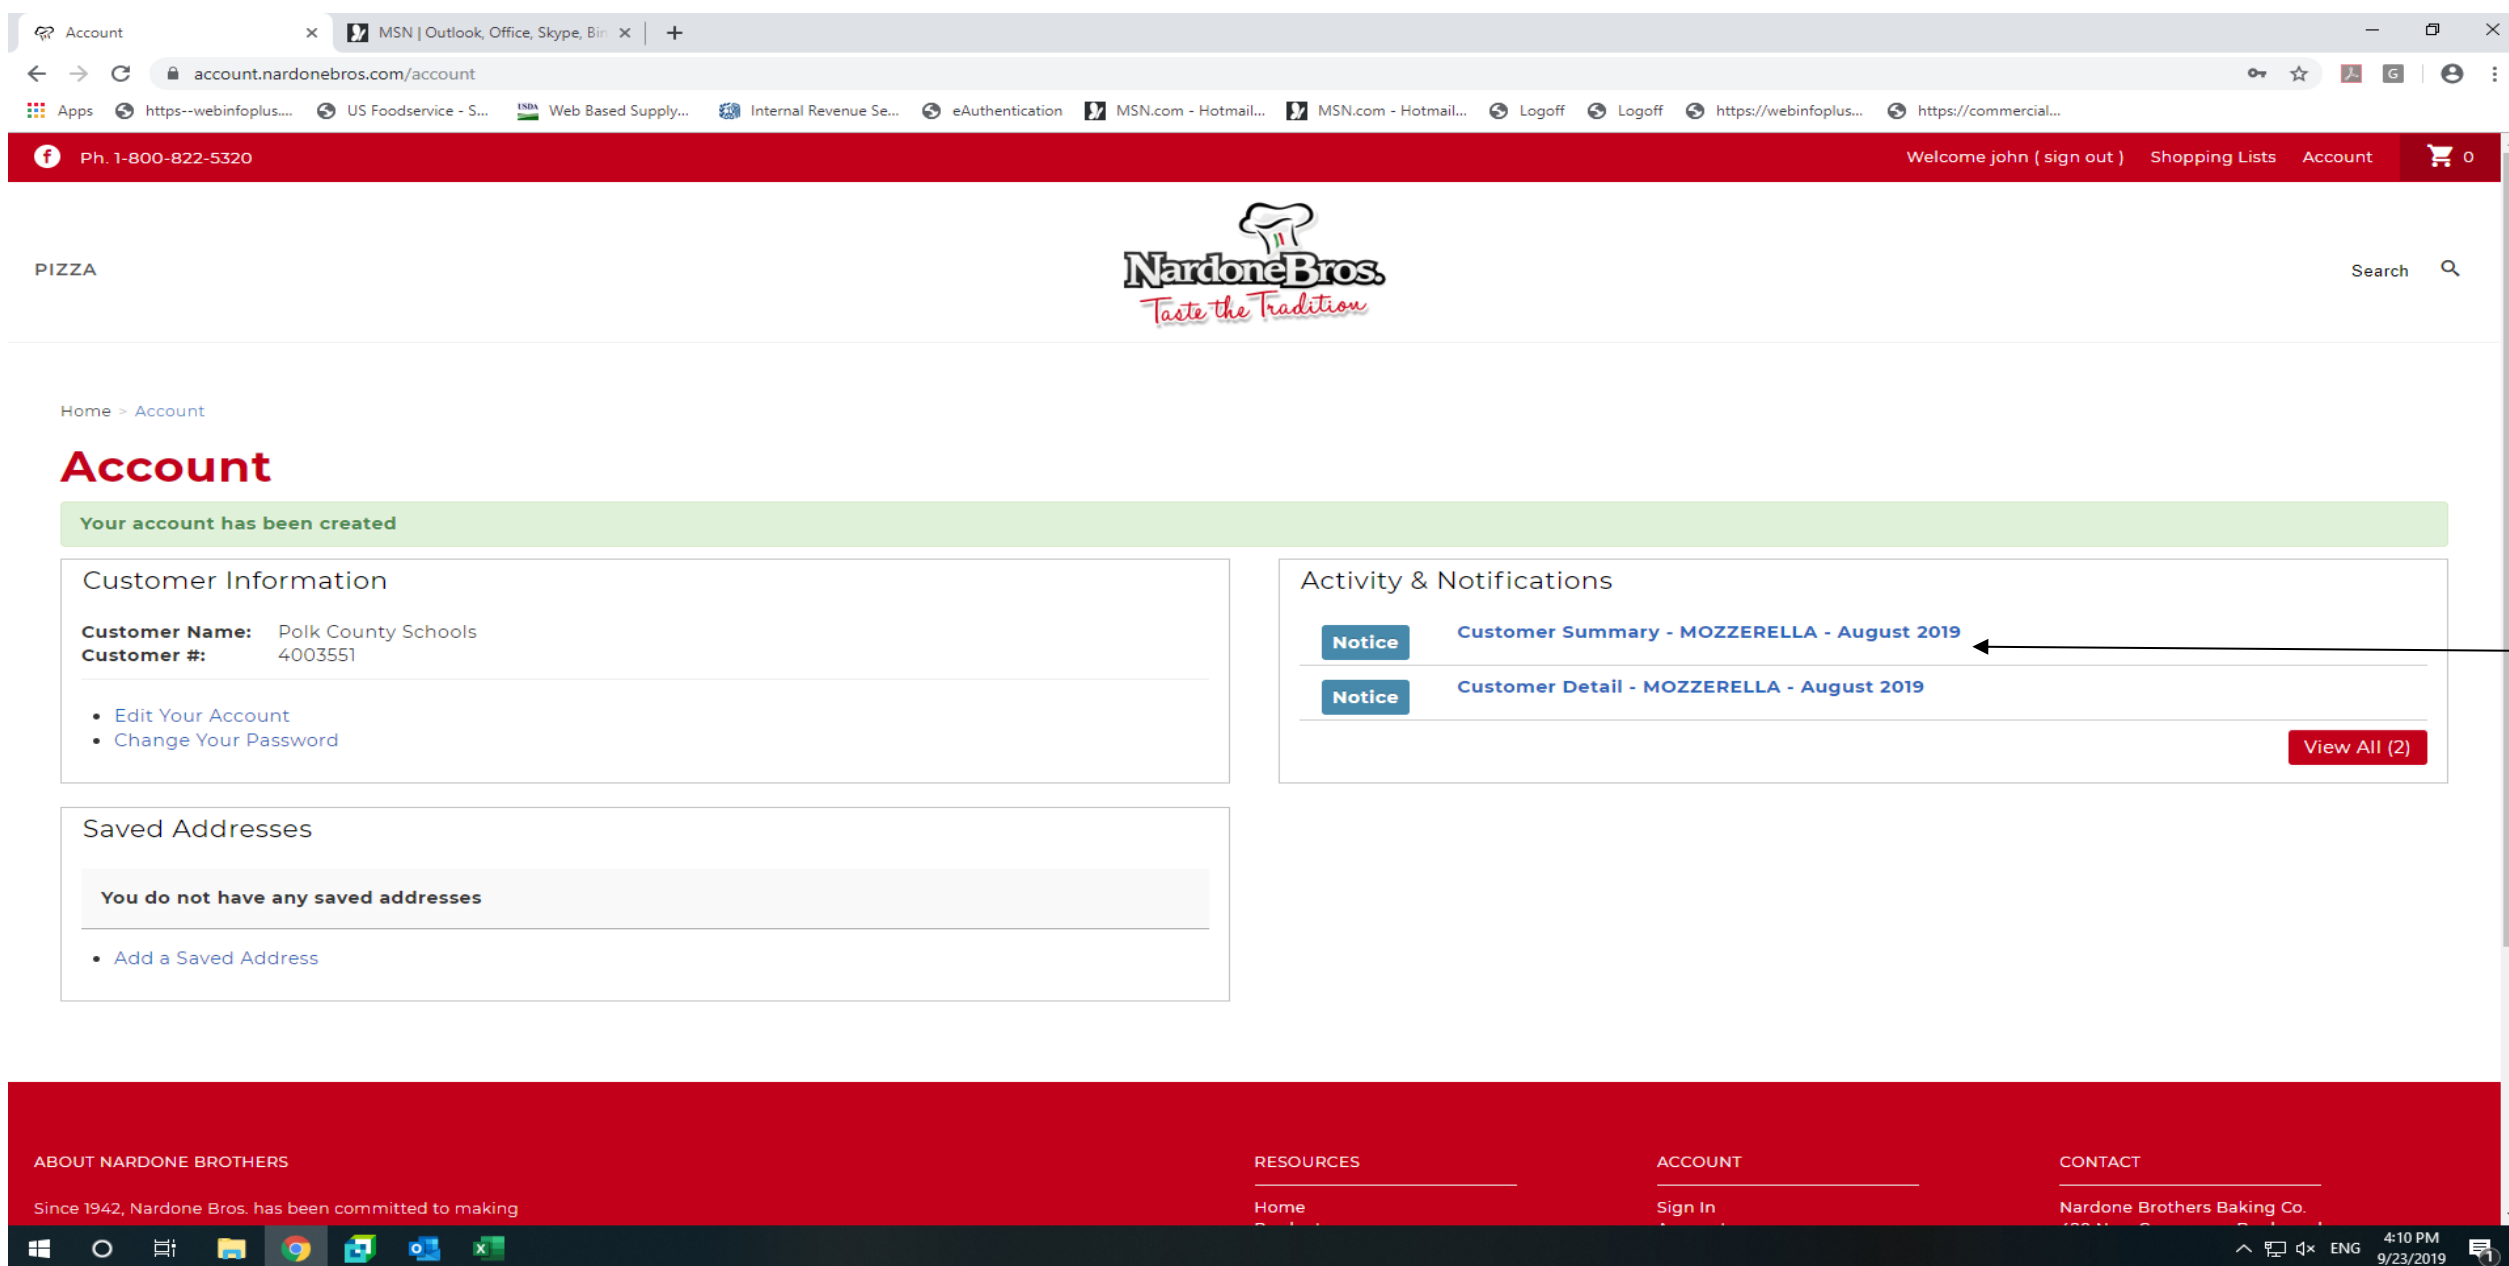 Account
MSN | Outlook, Office, Skype, Bin
account.nardonebros.com/account
Apps https--webinfoplus.... US Foodservice - S... USDA Web Based Supply... Internal Revenue Se... eAuthentication MSN.com - Hotmail... MSN.com - Hotmail... Logoff Logoff https://webinfoplus... https://commercial...
Ph. 1-800-822-5320
Welcome john ( sign out ) Shopping Lists Account 0
PIZZA
NardoneBros.
Taste the Tradition
Search
Home > Account
Account
Your account has been created
Customer Information
Customer Name: Polk County Schools
Customer #: 4003551
Edit Your Account
Change Your Password
Activity & Notifications
Notice Customer Summary - MOZZERELLA - August 2019
Notice Customer Detail - MOZZERELLA - August 2019
View All (2)
Saved Addresses
You do not have any saved addresses
Add a Saved Address
ABOUT NARDONE BROTHERS
Since 1942, Nardone Bros. has been committed to making
RESOURCES
Home
ACCOUNT
Sign In
CONTACT
Nardone Brothers Baking Co.
ENG
4:10 PM
9/23/2019
1